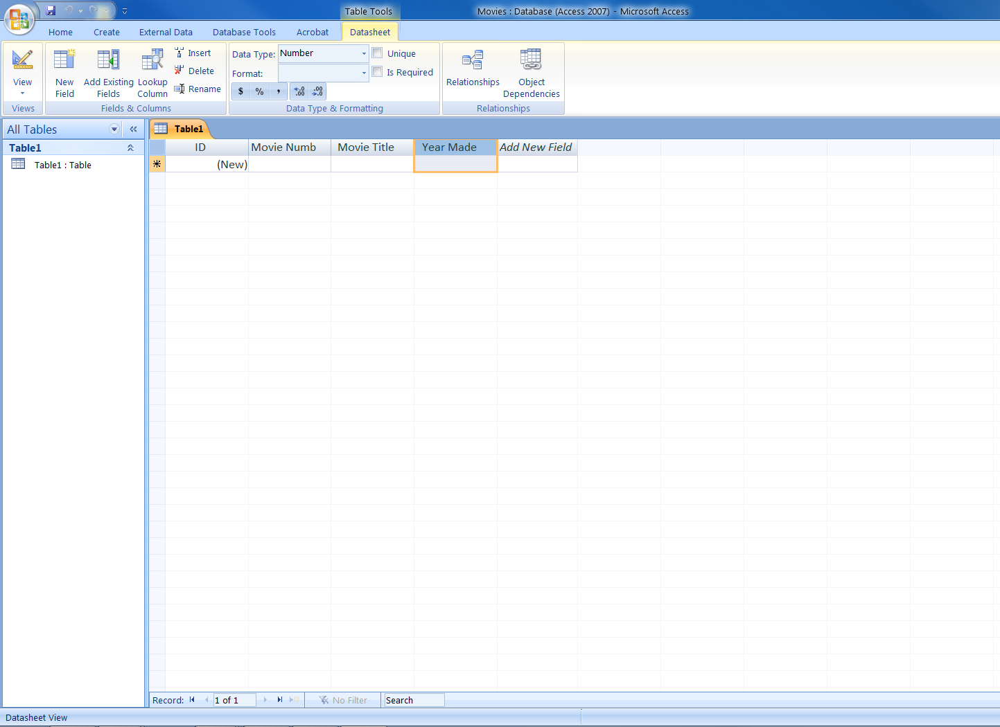 Table Tools
Movies : Database (Access 2007) - Microsoft Access
Home Create External Data Database Tools Acrobat Datasheet
View
Views
New Field
Add Existing Fields
Lookup Column
Insert
Delete
Rename
Fields & Columns
Data Type: Number
Format:
Unique
Is Required
$ % , .00 .00 .0
Data Type & Formatting
Relationships
Object Dependencies
Relationships
All Tables
Table1
Table1 : Table
Table1
ID Movie Numb Movie Title Year Made Add New Field
(New)
Record: 1 of 1 No Filter Search
Datasheet View